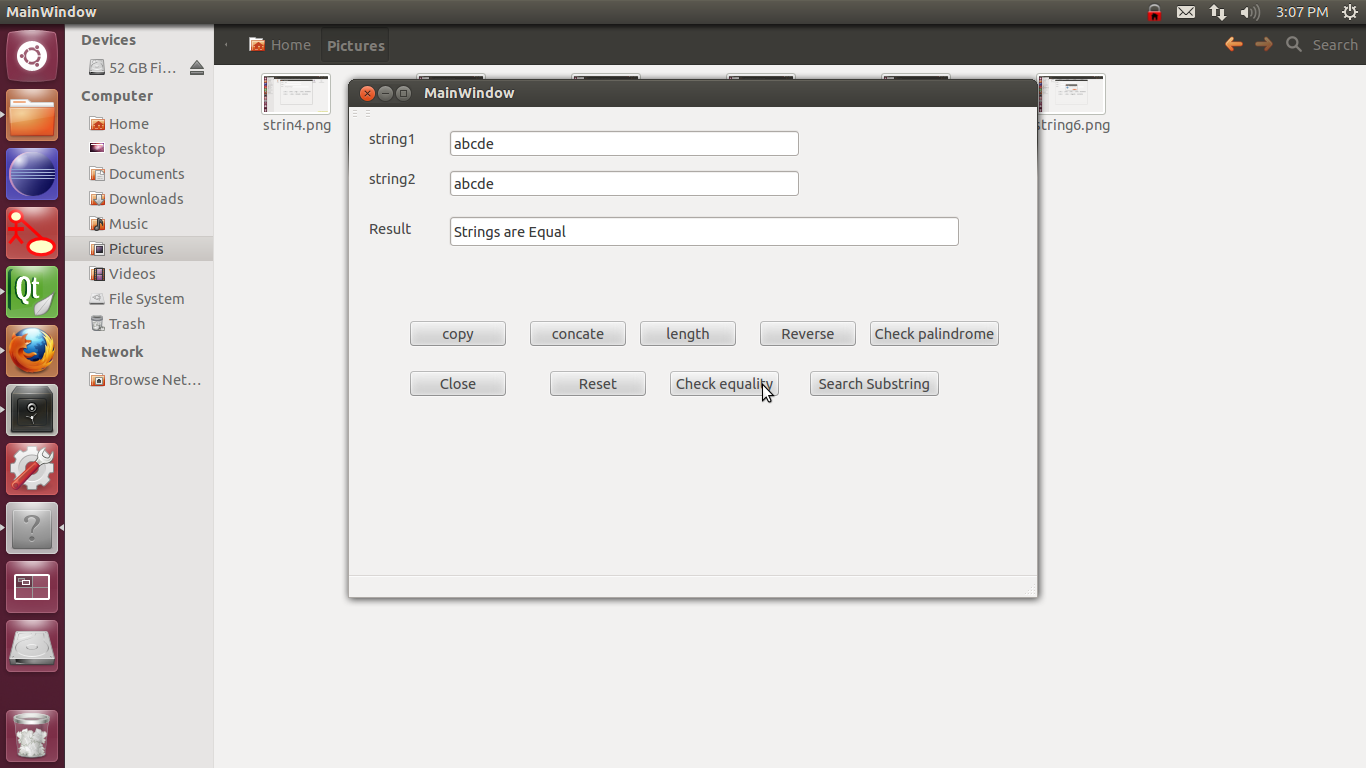 MainWindow
3:07 PM
Devices
52 GB Fi...
Computer
Home
Desktop
Documents
Downloads
Music
Pictures
Videos
File System
Trash
Network
Browse Net...
Home
Pictures
Search
strin4.png
string6.png
MainWindow
string1
abcde
string2
abcde
Result
Strings are Equal
copy
concate
length
Reverse
Check palindrome
Close
Reset
Check equality
Search Substring
Qt
?